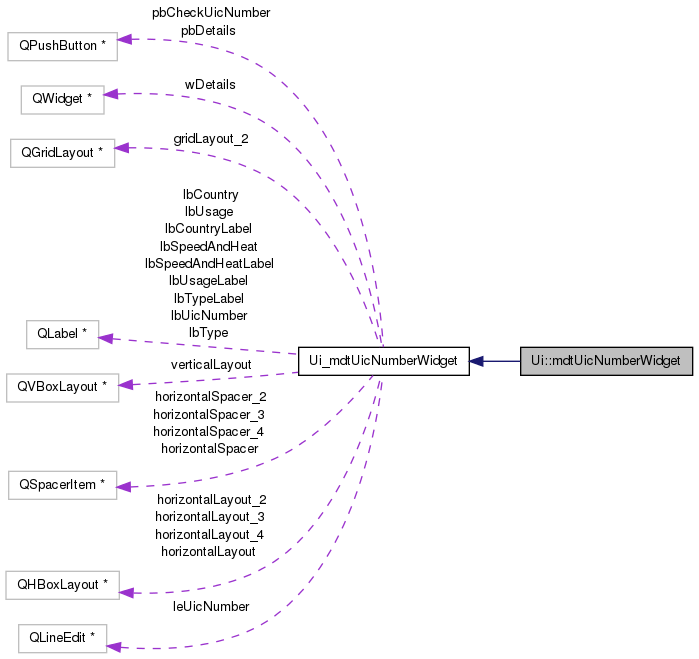 pbCheckUicNumber
pbDetails
QPushButton *
wDetails
QWidget *
gridLayout_2
QGridLayout *
lbCountry
lbUsage
lbCountryLabel
lbSpeedAndHeat
lbSpeedAndHeatLabel
lbUsageLabel
lbTypeLabel
lbUicNumber
lbType
QLabel *
Ui_mdtUicNumberWidget
Ui::mdtUicNumberWidget
verticalLayout
QVBoxLayout *
horizontalSpacer_2
horizontalSpacer_3
horizontalSpacer_4
horizontalSpacer
QSpacerItem *
horizontalLayout_2
horizontalLayout_3
horizontalLayout_4
horizontalLayout
QHBoxLayout *
leUicNumber
QLineEdit *